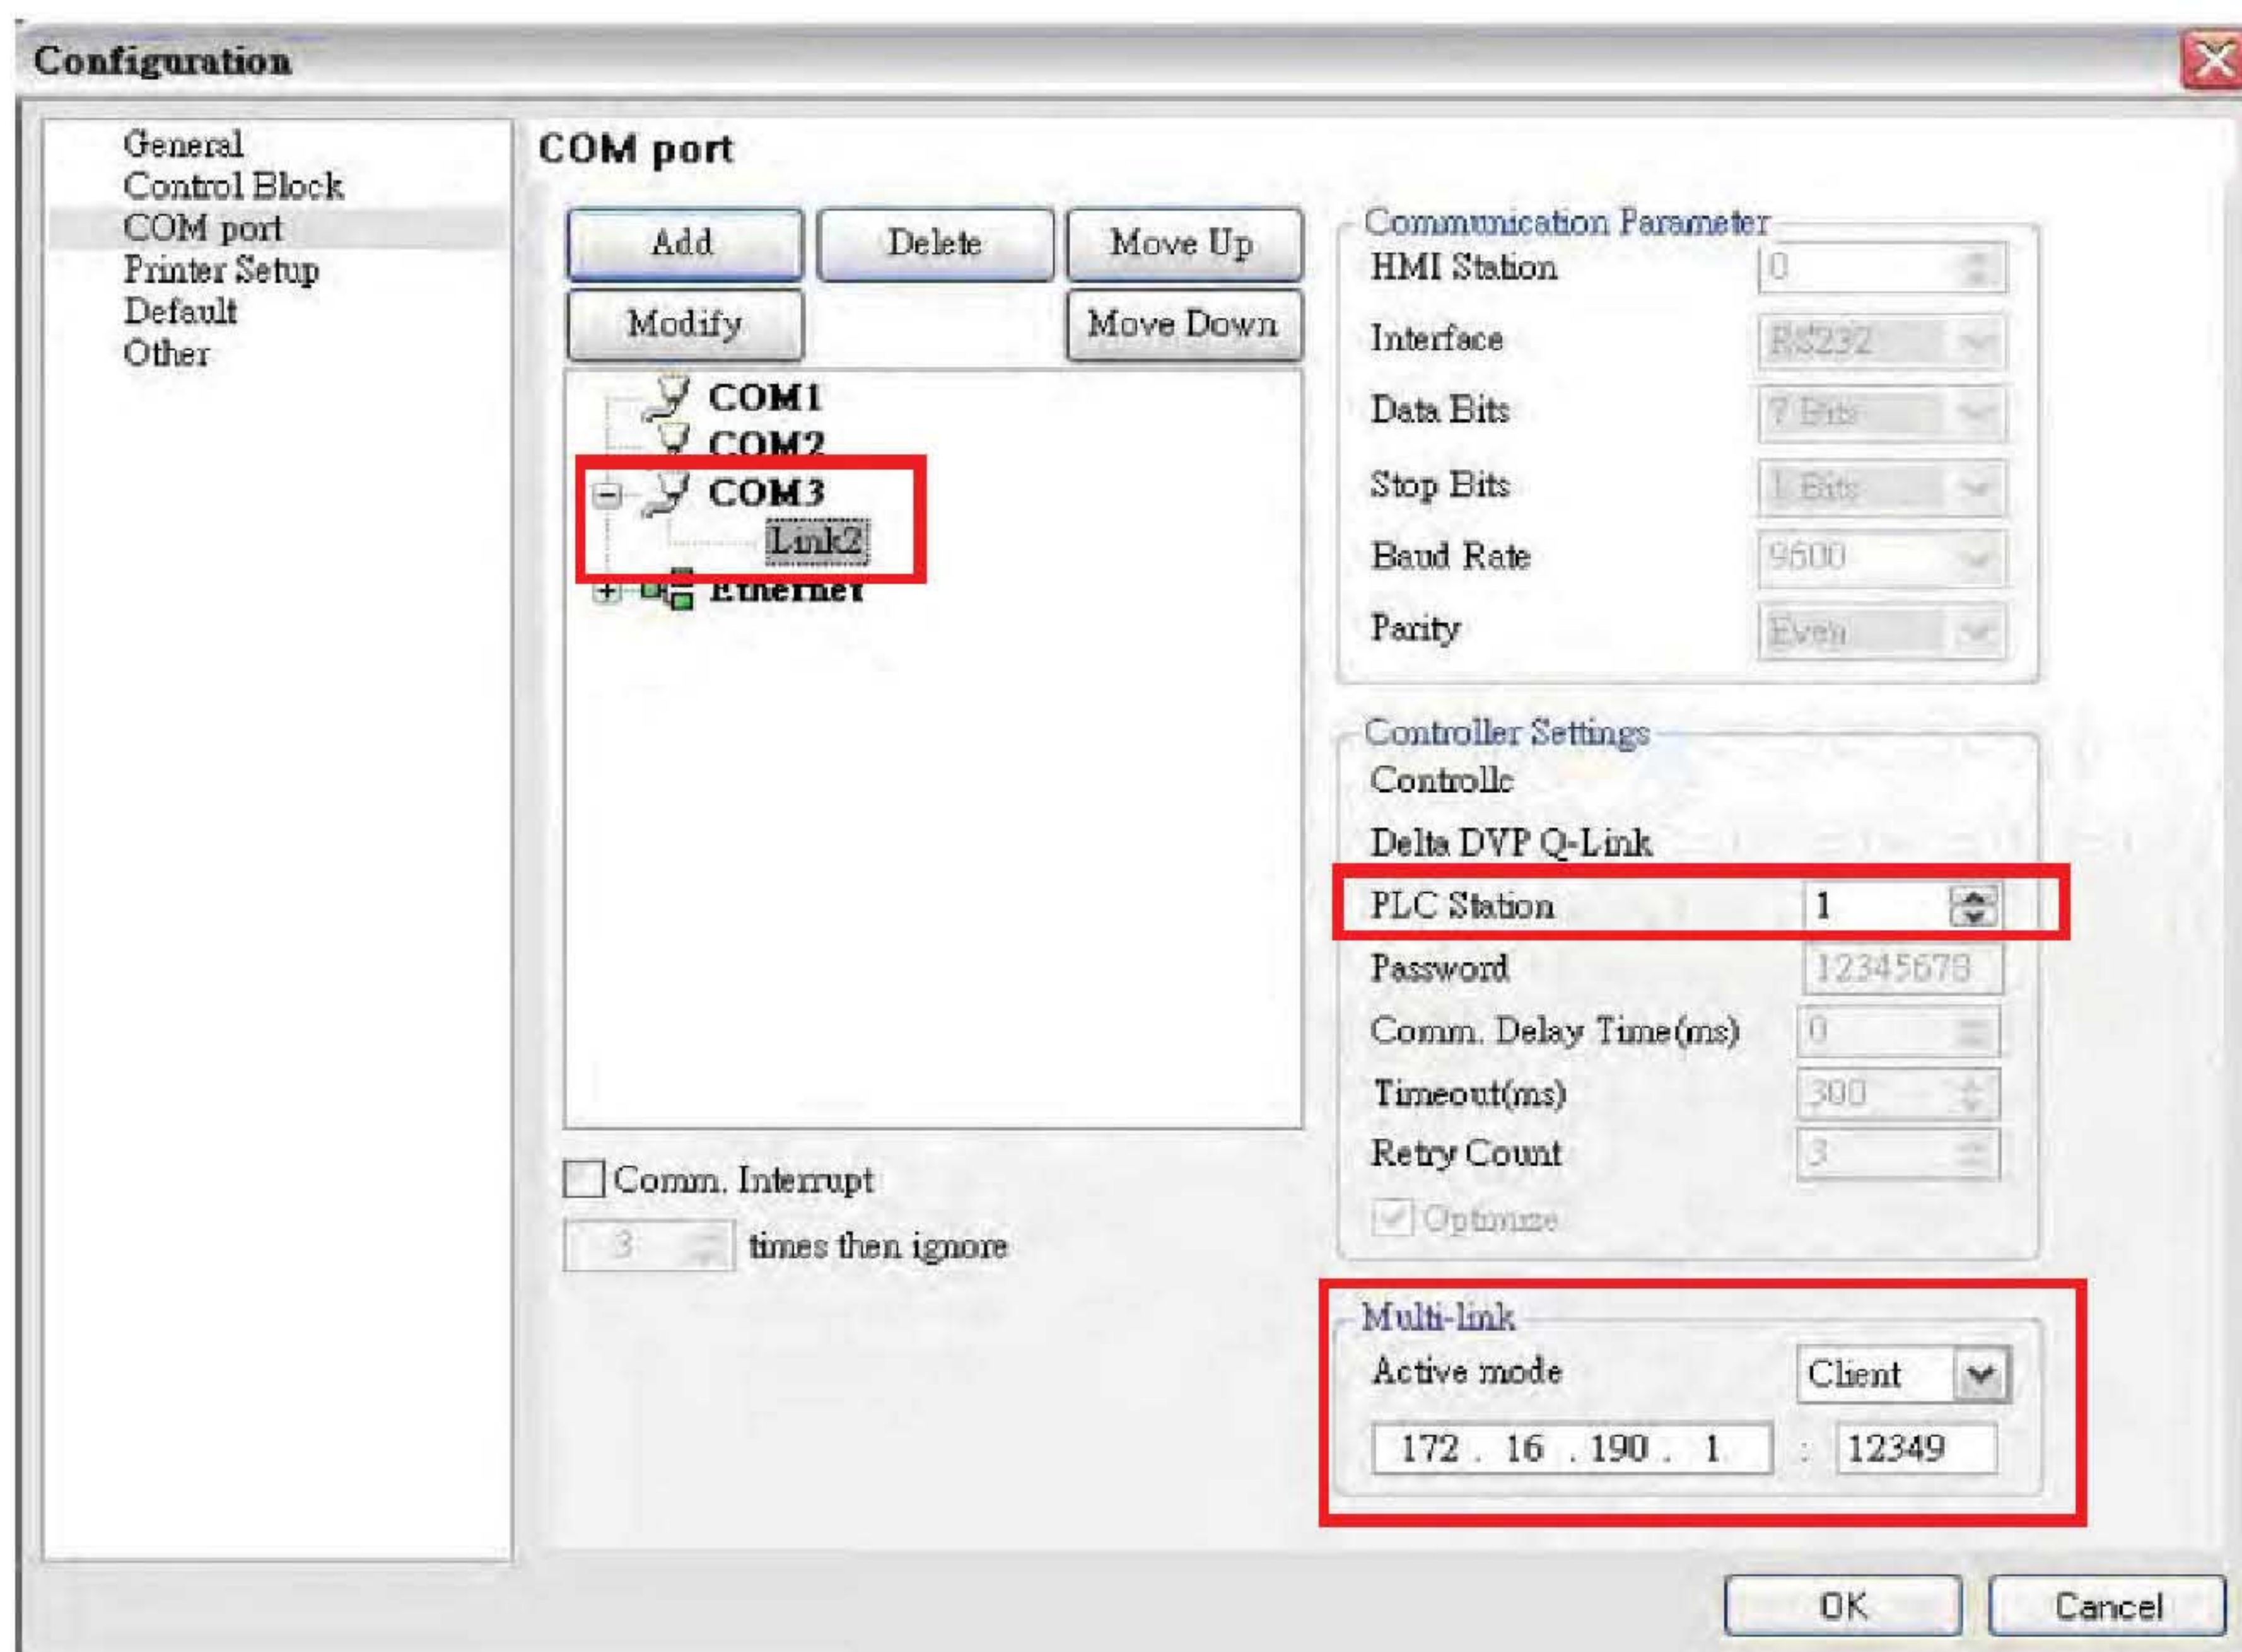 Configuration
General
Control Block
COM port
Printer Setup
Default
Other
COM port
Add
Delete
Move Up
Modify
Move Down
COM1
COM2
COM3
Link2
Ethernet
Comm. Interrupt
3 times then ignore
Communication Parameter
HMI Station 0
Interface RS232
Data Bits 7 Bits
Stop Bits 1 Bits
Baud Rate 9600
Parity Even
Controller Settings
Controlle
Delta DVP Q-Link
PLC Station 1
Password 12345678
Comm. Delay Time(ms) 0
Timeout(ms) 300
Retry Count 3
Optimize
Multi-link
Active mode Client
172 . 16 . 190 . 1 : 12349
OK
Cancel